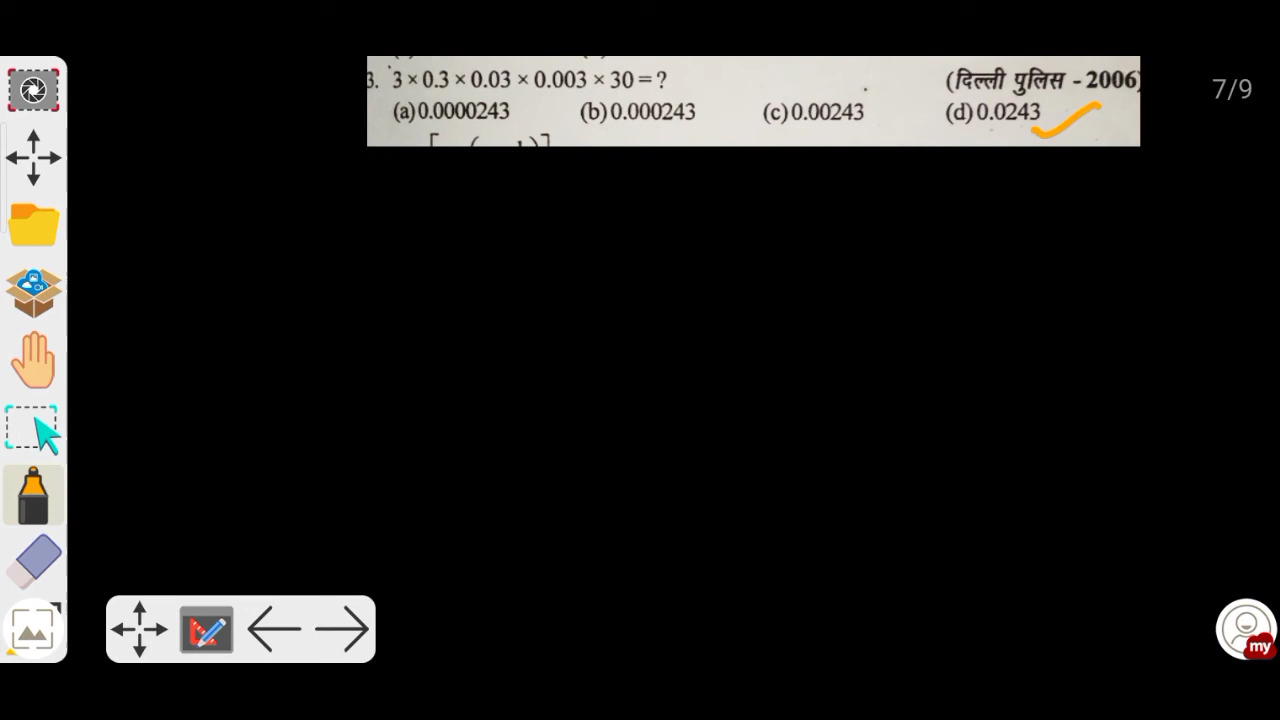 7/9
3. 3 × 0.3 × 0.03 × 0.003 × 30 = ? (दिल्ली पुलिस - 2006)
(a) 0.0000243 (b) 0.000243 (c) 0.00243 (d) 0.0243
my